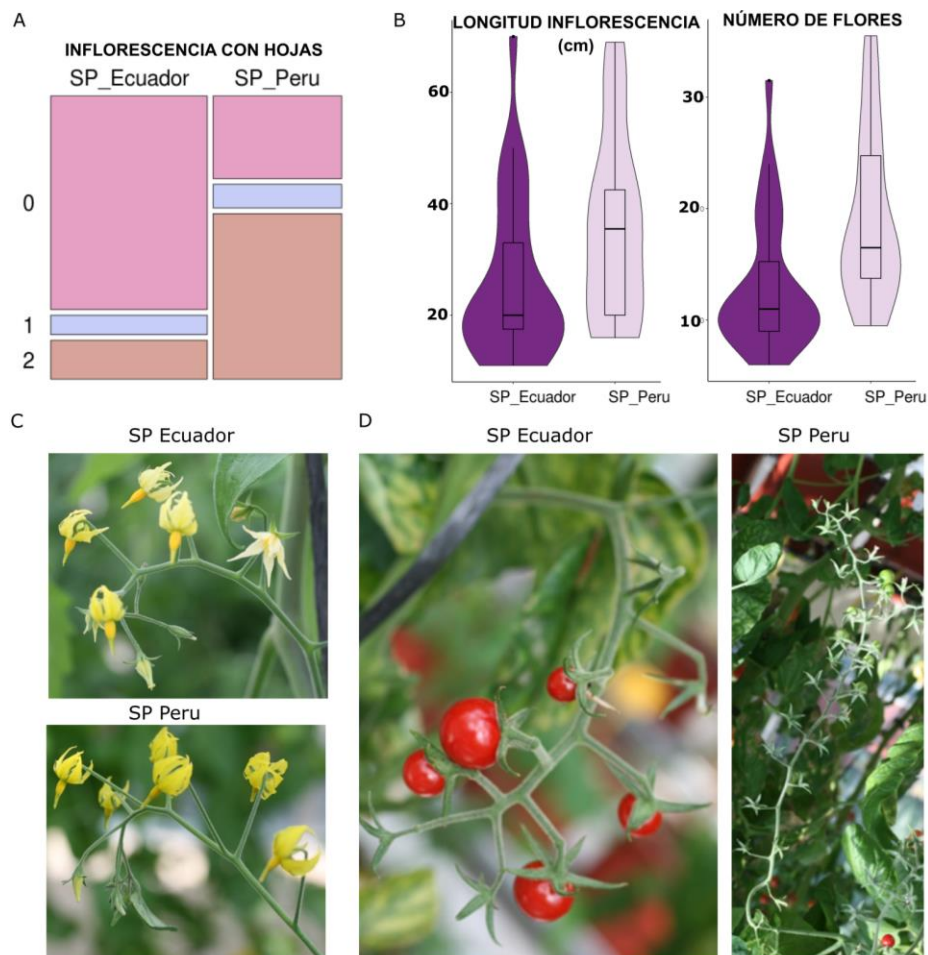 A
INFLORESCENCIA CON HOJAS
SP_Ecuador SP_Peru
0
1
2
B
LONGITUD INFLORESCENCIA
(cm)
60
40
20
SP_Ecuador SP_Peru
NÚMERO DE FLORES
30
20
10
SP_Ecuador SP_Peru
C
SP Ecuador
SP Peru
D
SP Ecuador
SP Peru